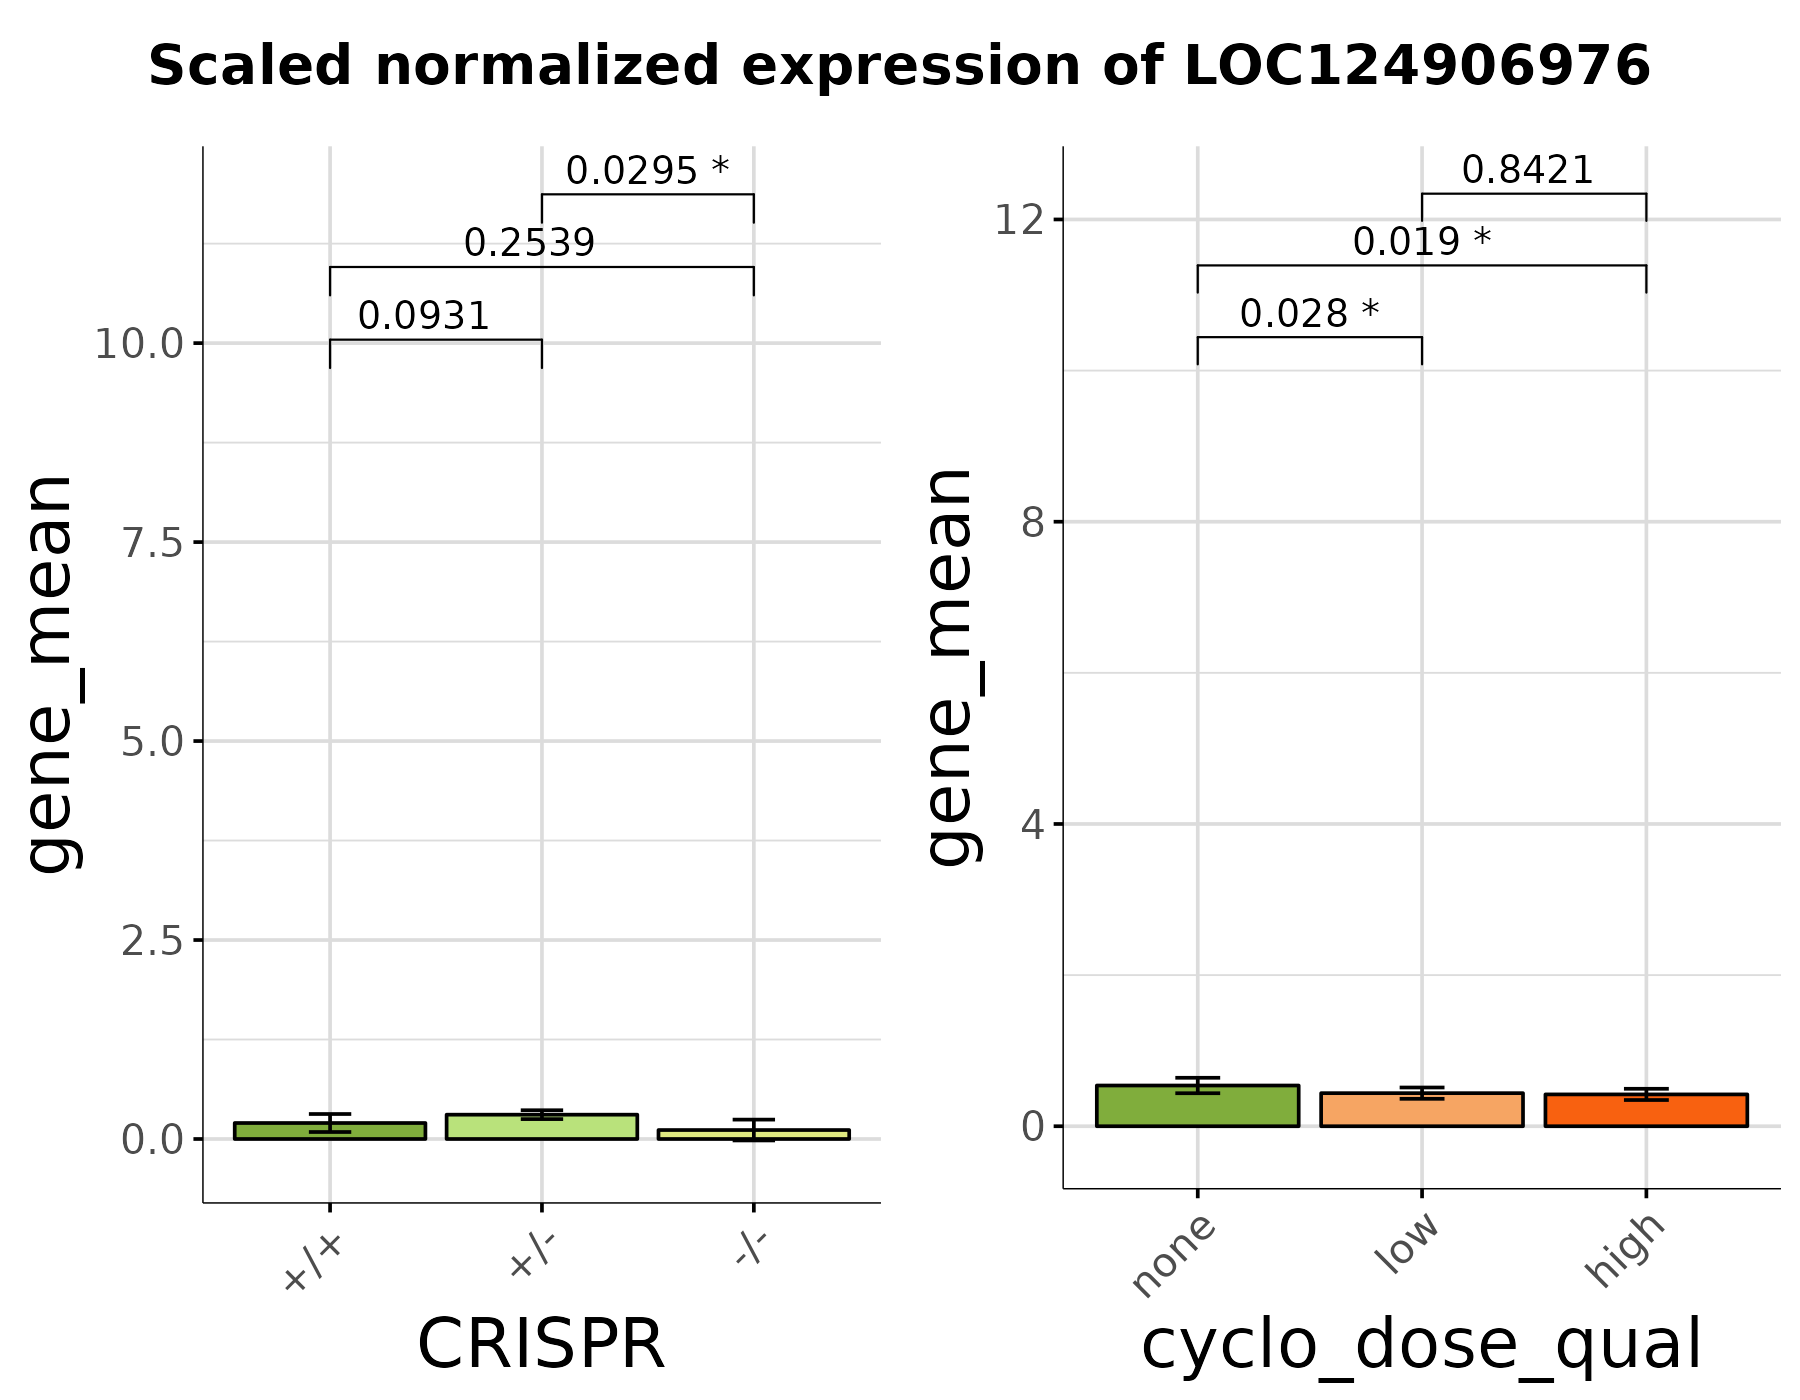 Scaled normalized expression of LOC124906976
gene_mean
10.0
7.5
5.0
2.5
0.0
0.0295 *
0.2539
0.0931
+/+
+/-
-/-
CRISPR
gene_mean
12
8
4
0
0.8421
0.019 *
0.028 *
none
low
high
cyclo_dose_qual